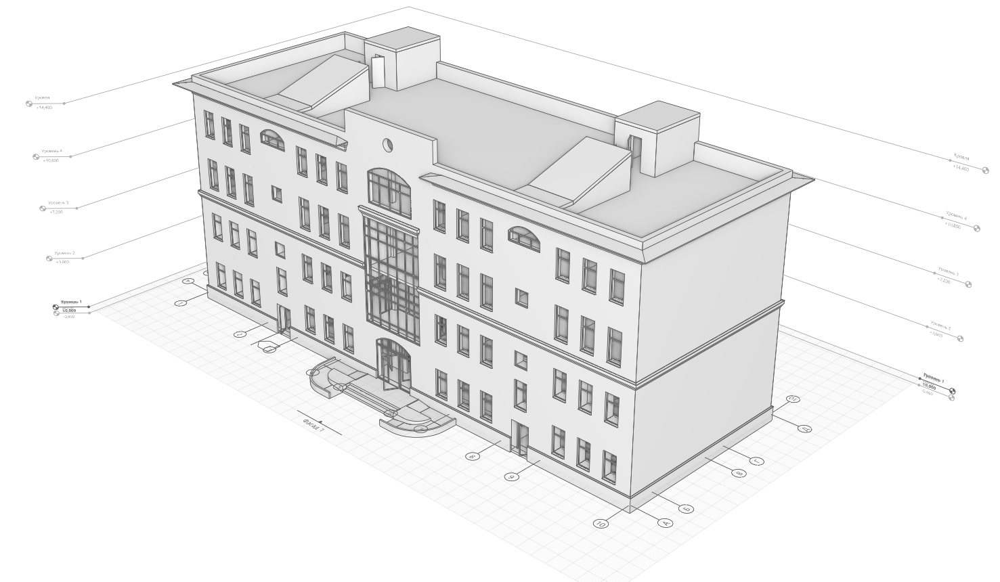 Кровля
+14,400
Уровень 4
+10,800
Уровень 3
+7,200
Уровень 2
+3,600
Уровень 1
±0,000
-0,450
Кровля
+14,400
Уровень 4
+10,800
Уровень 3
+7,200
Уровень 2
+3,600
Уровень 1
±0,000
-0,450
Фасад 1
8
9
10
А
Б
В
Г
Д
10